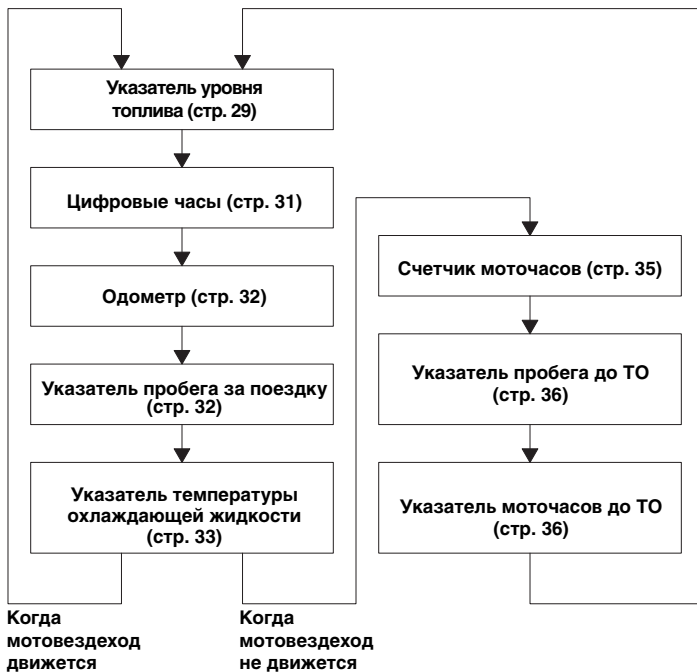 Указатель уровня
топлива (стр. 29)
Цифровые часы (стр. 31)
Одометр (стр. 32)
Указатель пробега за поездку
(стр. 32)
Указатель температуры
охлаждающей жидкости
(стр. 33)
Когда
мотовездеход
движется
Когда
мотовездеход
не движется
Счетчик моточасов (стр. 35)
Указатель пробега до ТО
(стр. 36)
Указатель моточасов до ТО
(стр. 36)